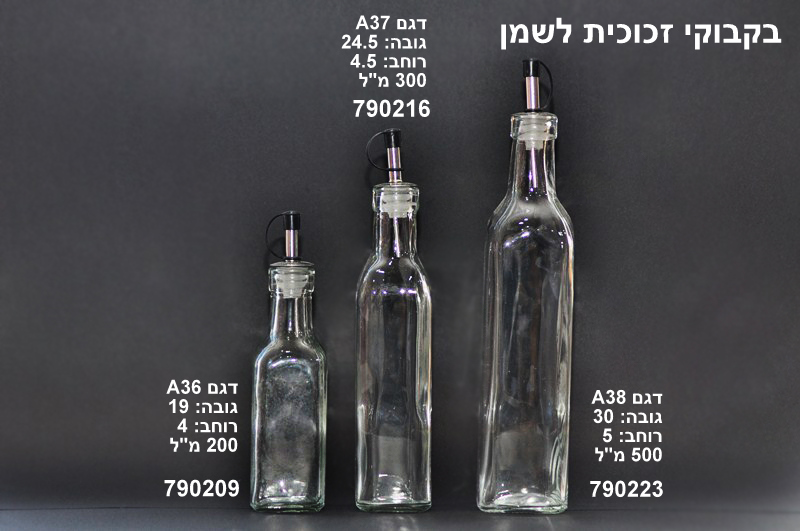 בקבוקי זכוכית לשמן
דגם A37
גובה: 24.5
רוחב: 4.5
300 מ"ל
790216
דגם A36
גובה: 19
רוחב: 4
200 מ"ל
790209
דגם A38
גובה: 30
רוחב: 5
500 מ"ל
790223